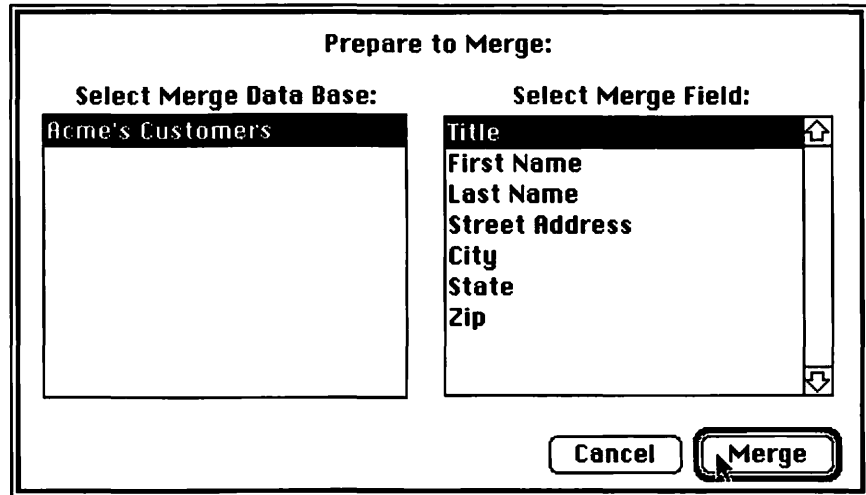 Prepare to Merge:
Select Merge Data Base:
Acme's Customers
Select Merge Field:
Title
First Name
Last Name
Street Address
City
State
Zip
Cancel
Merge